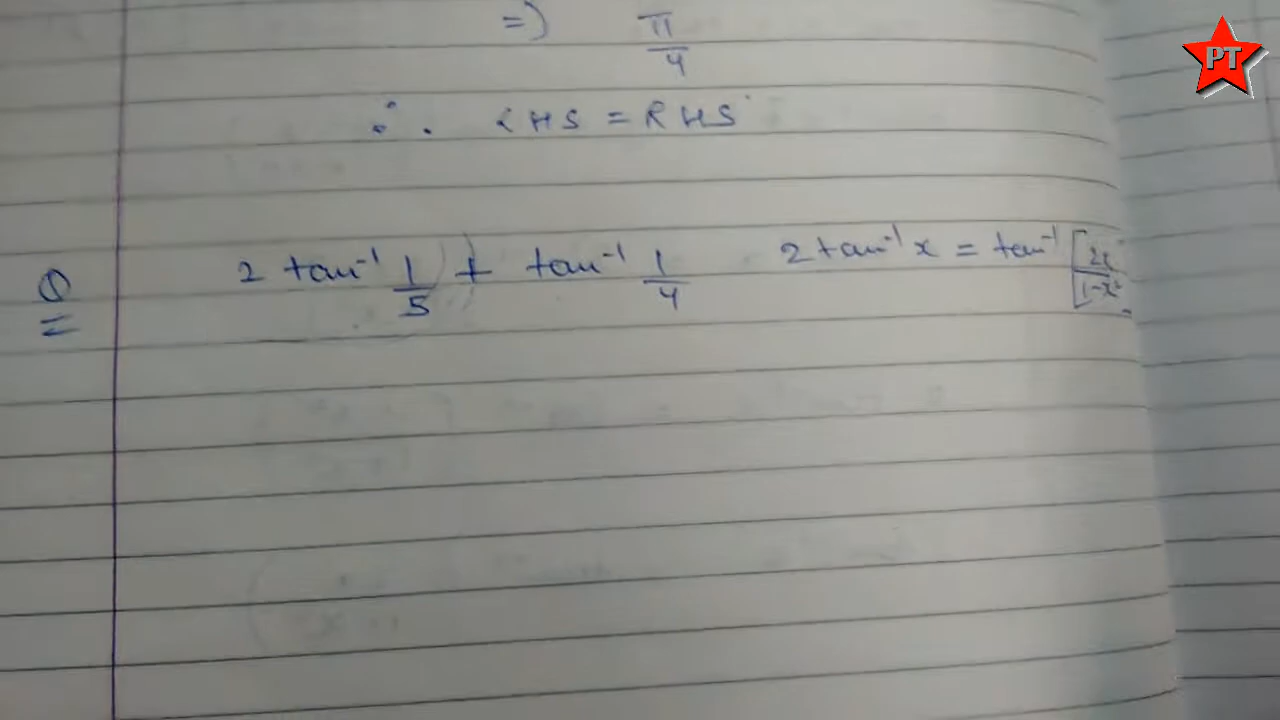 PT
=) π/4
∴ LHS = RHS
Q 2 tan⁻¹ 1/5 + tan⁻¹ 1/4 2 tan⁻¹ x = tan⁻¹ [2x/1-x²